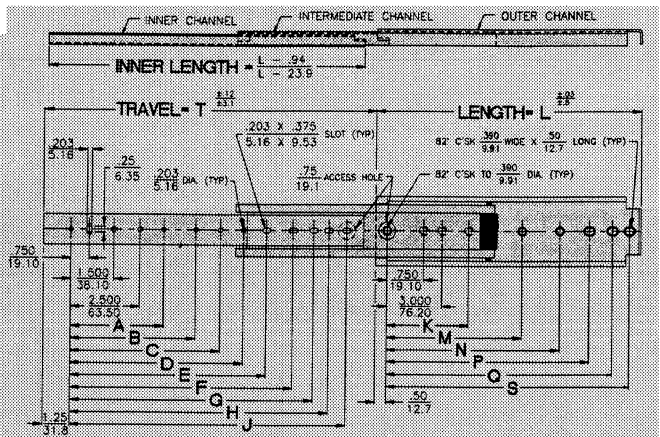 INNER CHANNEL
INTERMEDIATE CHANNEL
OUTER CHANNEL
INNER LENGTH = L - .94
L - 23.9
TRAVEL= T ±.12
±3.1
LENGTH= L ±.03
±.8
.203
5.16
.25
6.35
.203
5.16 DIA. (TYP)
.203 X .375
5.16 X 9.53 SLOT (TYP)
.75
19.1 ACCESS HOLE
82° C'SK .390
9.91 WIDE X .50
12.7 LONG (TYP)
82° C'SK TO .390
9.91 DIA. (TYP)
.750
19.10
1.500
38.10
2.500
63.50
A
B
C
D
E
F
G
H
J
1.25
31.8
.750
19.10
3.000
76.20
K
M
N
P
Q
S
.50
12.7